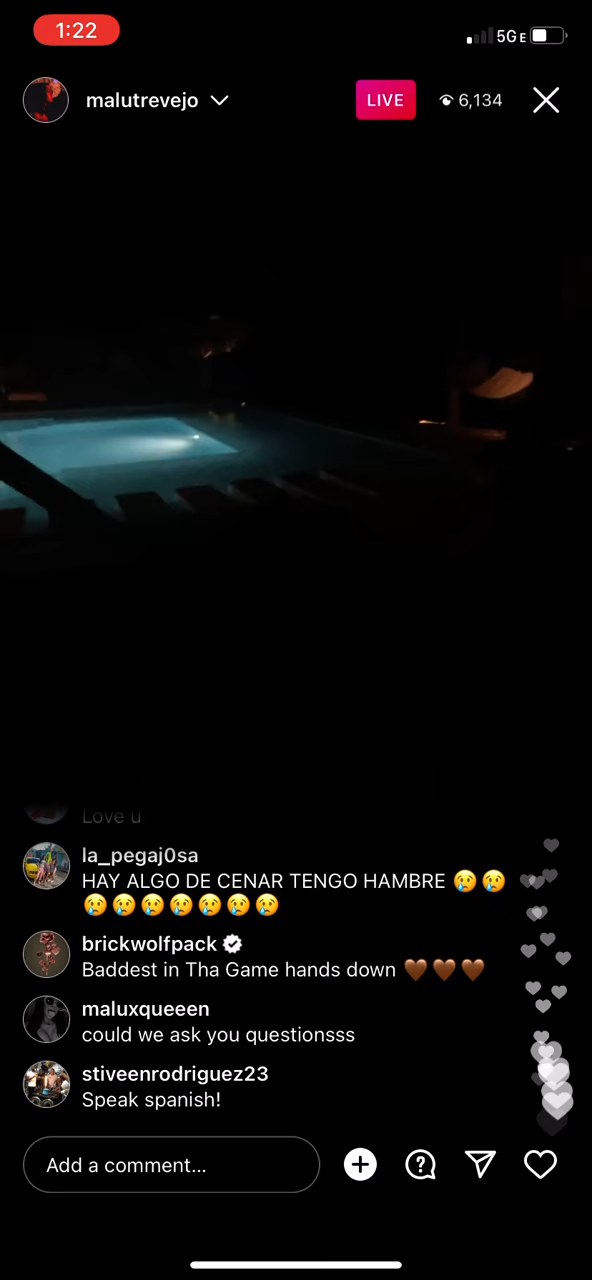 1:22
5GE
malutrevejo
LIVE
6,134
Love u
la_pegaj0sa
HAY ALGO DE CENAR TENGO HAMBRE 😢😢
😢😢😢😢😢😢😢
brickwolfpack
Baddest in Tha Game hands down 🤎🤎🤎
maluxqueeen
could we ask you questionsss
stiveenrodriguez23
Speak spanish!
Add a comment...